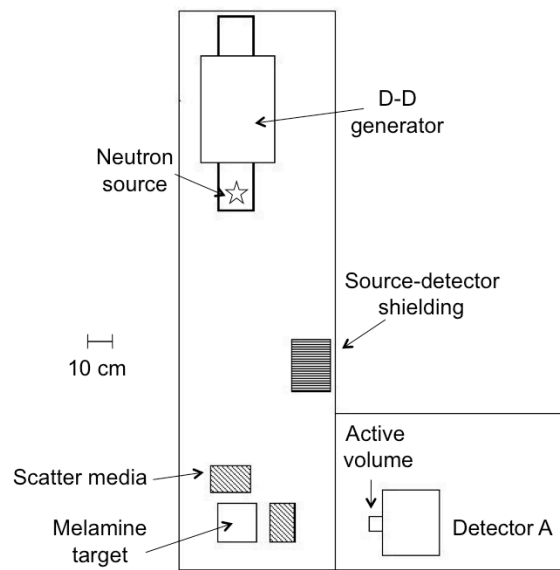 D-D
generator
Neutron
source
Source-detector
shielding
10 cm
Active
volume
Scatter media
Melamine
target
Detector A